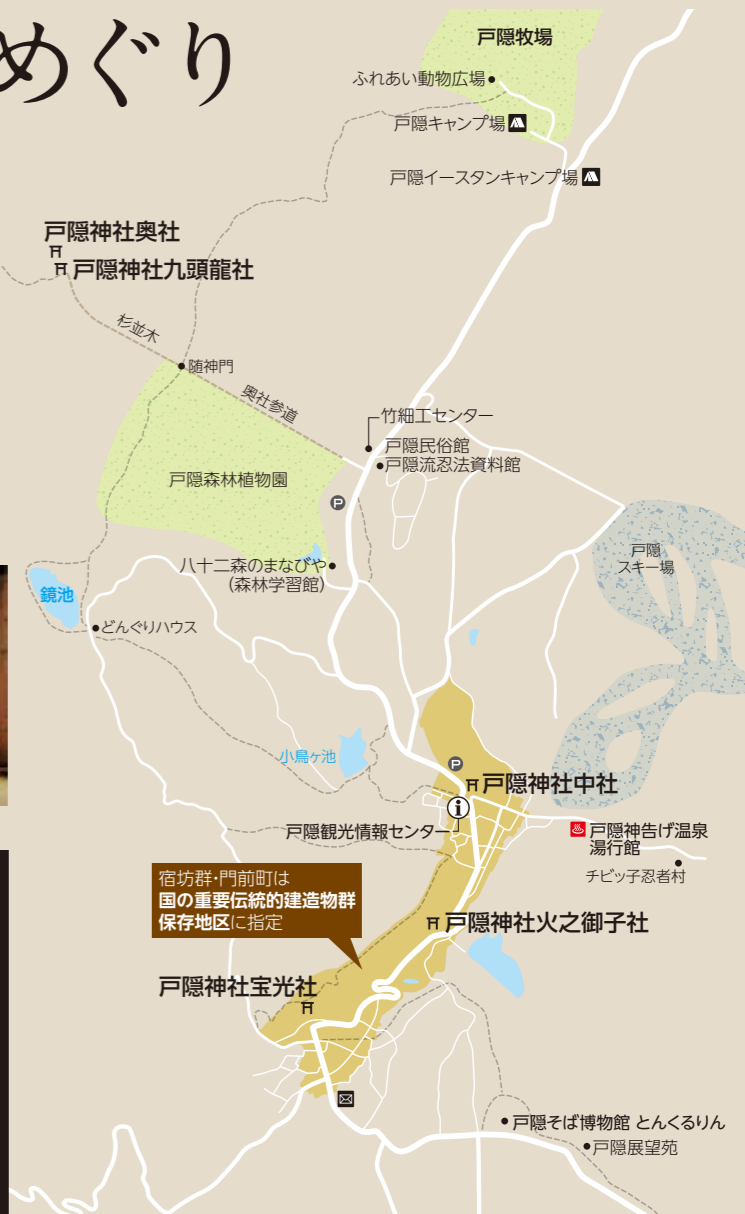 めぐり
戸隠牧場
ふれあい動物広場
戸隠キャンプ場
戸隠イースタンキャンプ場
戸隠神社奥社
戸隠神社九頭龍社
杉並木
随神門
奥社参道
竹細工センター
戸隠民俗館
戸隠流忍法資料館
戸隠森林植物園
P
八十二森のまなびや
(森林学習館)
戸隠
スキー場
鏡池
どんぐりハウス
小鳥ヶ池
P
戸隠神社中社
i
戸隠観光情報センター
戸隠神告げ温泉
湯行館
チビッ子忍者村
宿坊群・門前町は
国の重要伝統的建造物群
保存地区に指定
戸隠神社火之御子社
戸隠神社宝光社
戸隠そば博物館 とんくるりん
戸隠展望苑